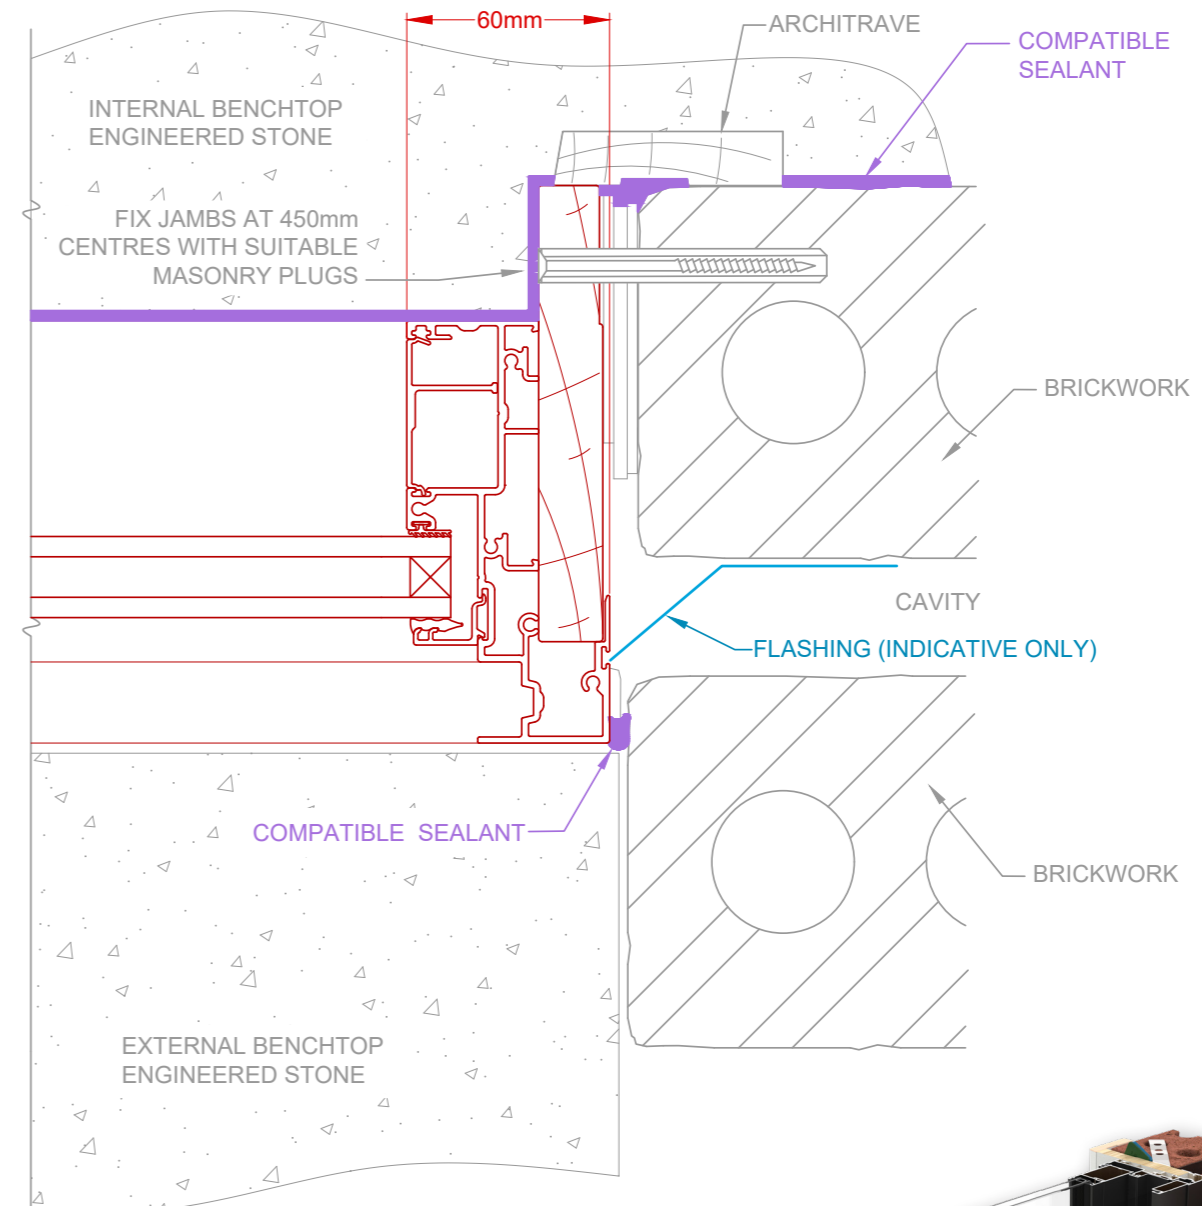 60mm
ARCHITRAVE
COMPATIBLE
SEALANT
INTERNAL BENCHTOP
ENGINEERED STONE
FIX JAMBS AT 450mm
CENTRES WITH SUITABLE
MASONRY PLUGS
BRICKWORK
CAVITY
FLASHING (INDICATIVE ONLY)
COMPATIBLE SEALANT
BRICKWORK
EXTERNAL BENCHTOP
ENGINEERED STONE